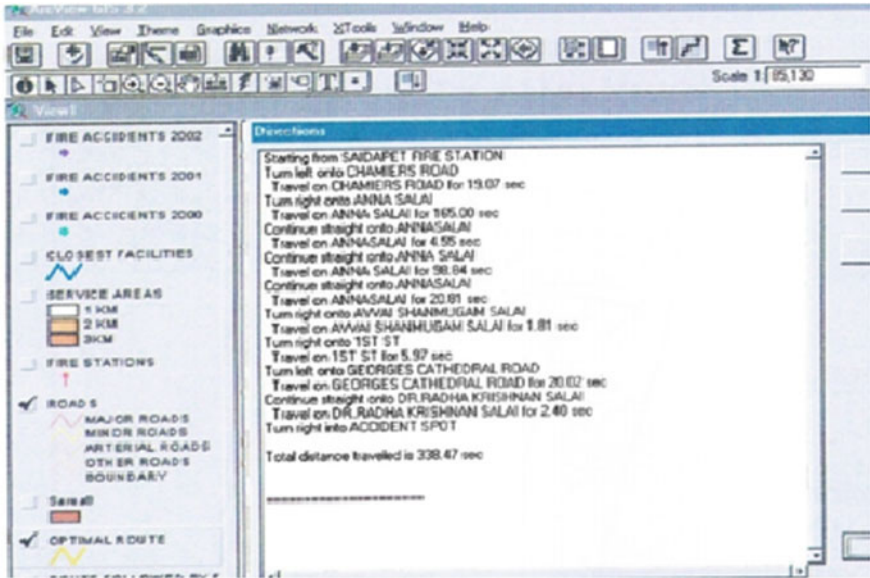 ArcView GIS 3.2
File Edit View Theme Graphics Network XTools Window Help
Scale 1: 85,130
View1
FIRE ACCIDENTS 2002
FIRE ACCIDENTS 2001
FIRE ACCICENTS 2000
CLOSEST FACILITIES
SERVICE AREAS
1 KM
2 KM
3KM
FIRE STATIONS
ROADS
MAJOR ROADS
MINOR ROADS
ARTERIAL ROADS
OTHER ROADS
BOUNDARY
OPTIMAL ROUTE
Directions
Starting from SAIDAPET FIRE STATION
Turn left onto CHAMIERS ROAD
Travel on CHAMIERS ROAD for 19.07 sec
Turn right onto ANNA SALAI
Travel on ANNA SALAI for 165.00 sec
Continue straight onto ANNASALAI
Travel on ANNASALAI for 4.55 sec
Continue straight onto ANNA SALAI
Travel on ANNA SALAI for 98.84 sec
Continue straight onto ANNASALAI
Travel on ANNASALAI for 20.81 sec
Turn right onto AVVAI SHANMUGAM SALAI
Travel on AVVAI SHANMUGAM SALAI for 1.81 sec
Turn right onto 1ST ST
Travel on 1ST ST for 5.97 sec
Turn left onto GEORGES CATHEDRAL ROAD
Travel on GEORGES CATHEDRAL ROAD for 20.02 sec
Continue straight onto DR.RADHA KRISHNAN SALAI
Travel on DR.RADHA KRISHNAN SALAI for 2.40 sec
Turn right into ACCIDENT SPOT
Total distance travelled is 338.47 sec